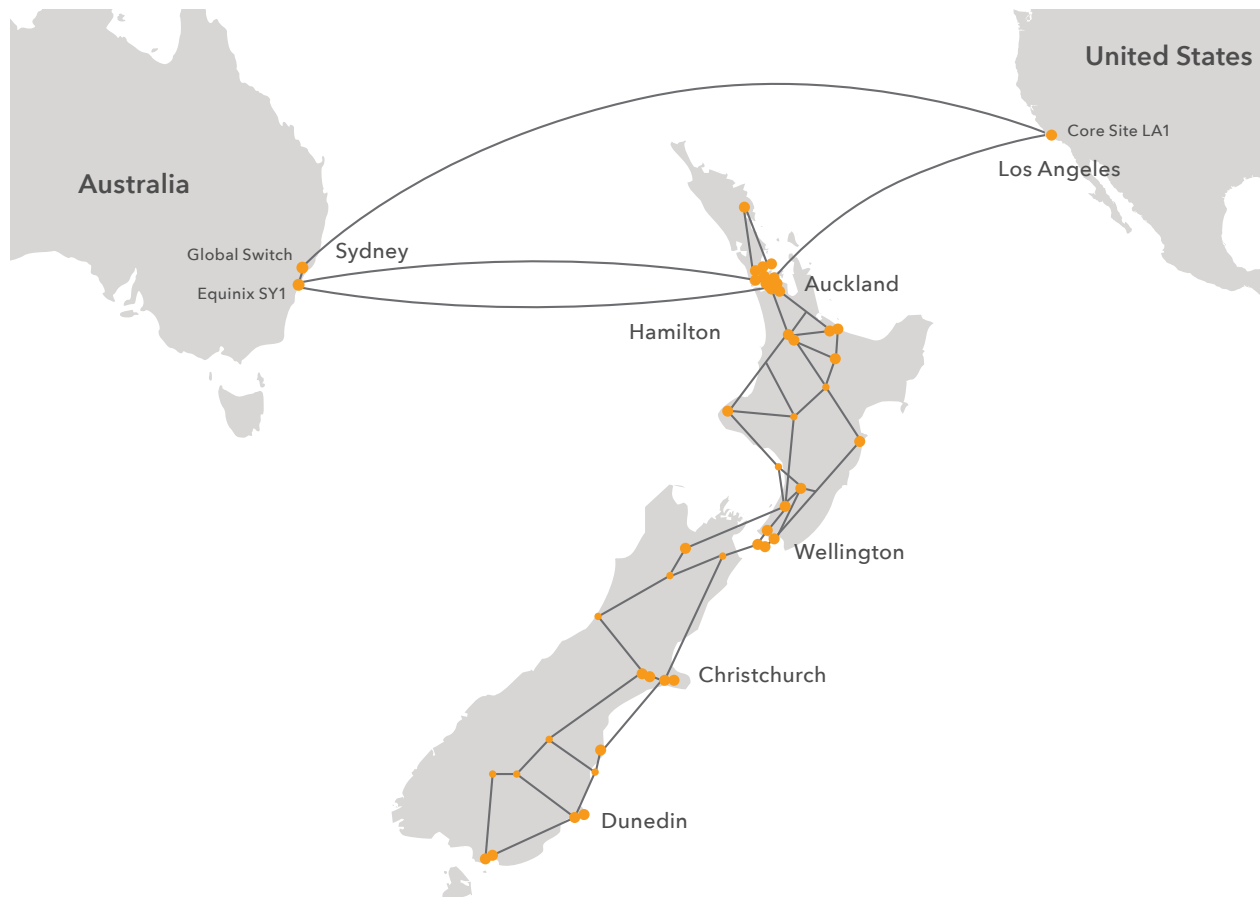 United States
Core Site LA1
Los Angeles
Australia
Global Switch
Sydney
Equinix SY1
Auckland
Hamilton
Wellington
Christchurch
Dunedin